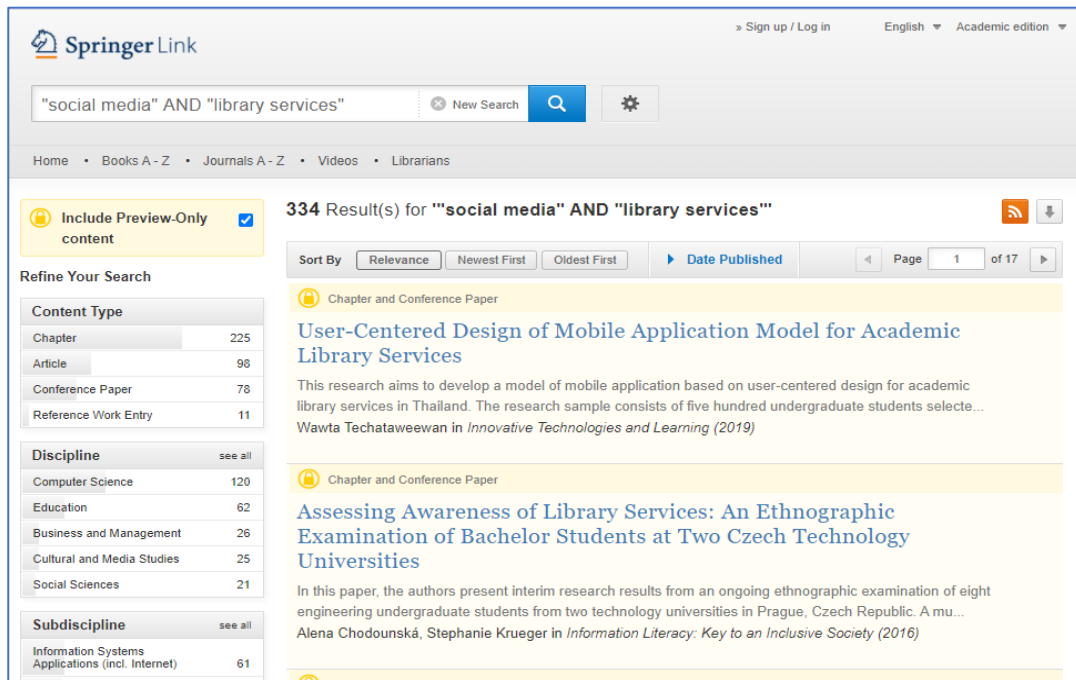 » Sign up / Log in English Academic edition
Springer Link
"social media" AND "library services" New Search
Home • Books A - Z • Journals A - Z • Videos • Librarians
Include Preview-Only
content
Refine Your Search
Content Type
Chapter 225
Article 98
Conference Paper 78
Reference Work Entry 11
Discipline see all
Computer Science 120
Education 62
Business and Management 26
Cultural and Media Studies 25
Social Sciences 21
Subdiscipline see all
Information Systems
Applications (incl. Internet) 61
334 Result(s) for '"social media" AND "library services"'
Sort By Relevance Newest First Oldest First Date Published Page 1 of 17
Chapter and Conference Paper
User-Centered Design of Mobile Application Model for Academic
Library Services
This research aims to develop a model of mobile application based on user-centered design for academic
library services in Thailand. The research sample consists of five hundred undergraduate students selecte...
Wawta Techataweewan in Innovative Technologies and Learning (2019)
Chapter and Conference Paper
Assessing Awareness of Library Services: An Ethnographic
Examination of Bachelor Students at Two Czech Technology
Universities
In this paper, the authors present interim research results from an ongoing ethnographic examination of eight
engineering undergraduate students from two technology universities in Prague, Czech Republic. A mu...
Alena Chodounská, Stephanie Krueger in Information Literacy: Key to an Inclusive Society (2016)